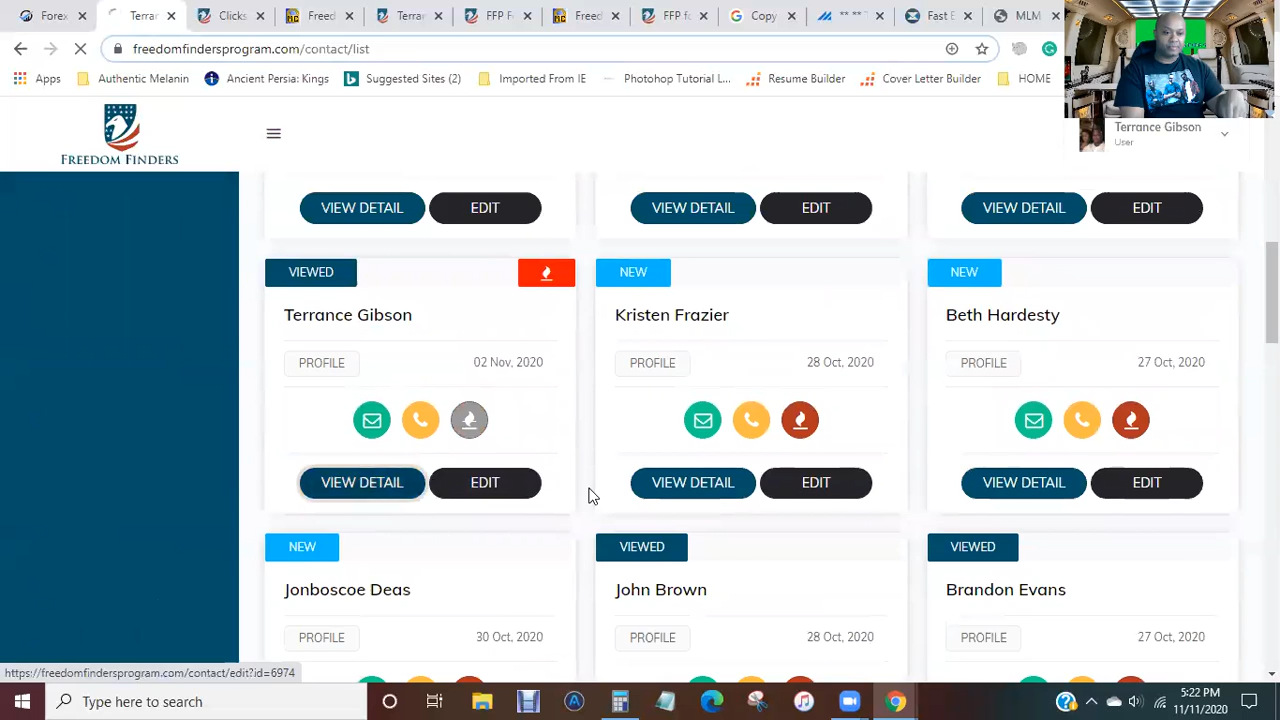 Forex
Terra
Clicks
Freed
Terra
FFP
Freed
FFP fo
Copy
st E
MLM
freedomfindersprogram.com/contact/list
Apps
Authentic Melanin
Ancient Persia: Kings
Suggested Sites (2)
Imported From IE
Photohop Tutorial L...
Resume Builder
Cover Letter Builder
HOME
FREEDOM FINDERS
Terrance Gibson
User
VIEW DETAIL EDIT
VIEW DETAIL EDIT
VIEW DETAIL EDIT
VIEWED
NEW
NEW
Terrance Gibson
Kristen Frazier
Beth Hardesty
PROFILE 02 Nov, 2020
PROFILE 28 Oct, 2020
PROFILE 27 Oct, 2020
VIEW DETAIL EDIT
VIEW DETAIL EDIT
VIEW DETAIL EDIT
NEW
VIEWED
VIEWED
Jonboscoe Deas
John Brown
Brandon Evans
PROFILE 30 Oct, 2020
PROFILE 28 Oct, 2020
PROFILE 27 Oct, 2020
https://freedomfindersprogram.com/contact/edit?id=6974
Type here to search
5:22 PM
11/11/2020